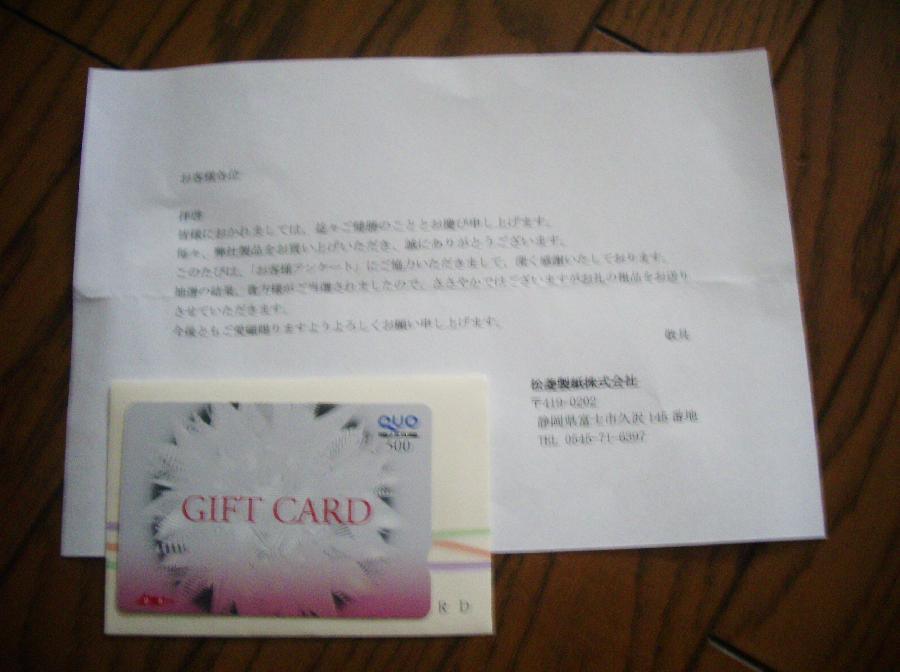 お客様各位
拝啓
皆様におかれましては、益々ご健勝のこととお慶び申し上げます。
毎々、弊社製品をお買い上げいただき、誠にありがとうございます。
このたびは、「お客様アンケート」にご協力いただきまして、深く感謝いたしております。
抽選の結果、貴方様がご当選されましたので、ささやかではございますがお礼の粗品をお送り
させていただきます。
今後ともご愛顧賜りますようよろしくお願い申し上げます。
敬具
松菱製紙株式会社
〒419-0202
静岡県富士市久沢 145 番地
TEL 0545-71-6397
QUO
500
GIFT CARD
R D